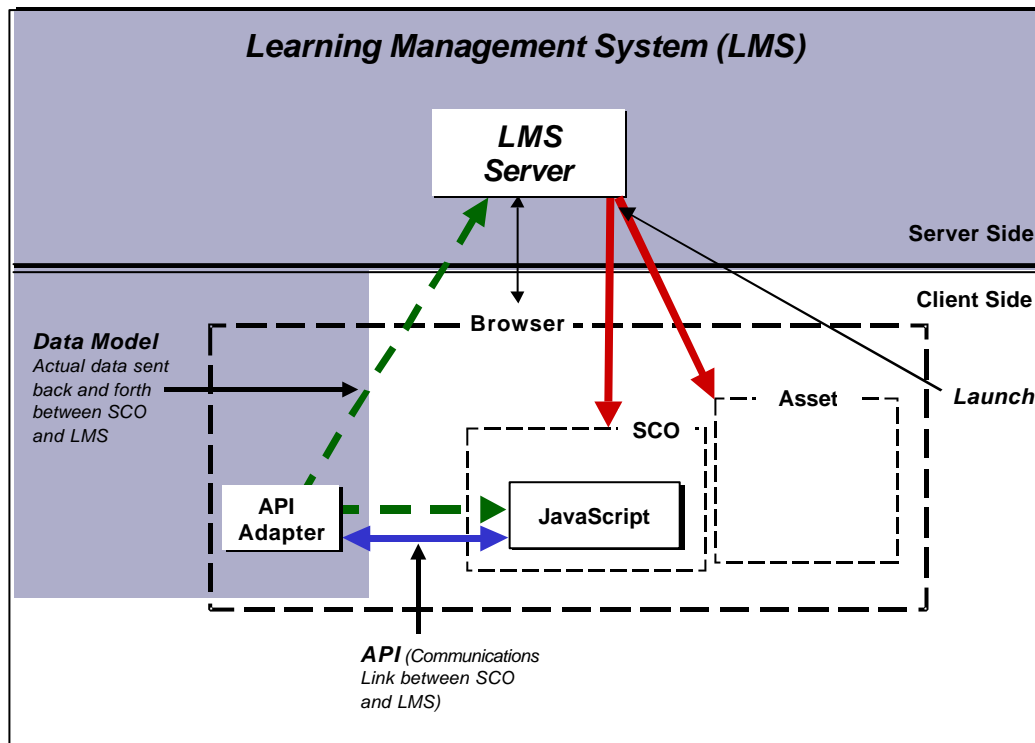 Learning Management System (LMS)
LMS
Server
Server Side
Client Side
Browser
Data Model
Actual data sent
back and forth
between SCO
and LMS
Launch
Asset
SCO
API
Adapter
JavaScript
API (Communications
Link between SCO
and LMS)